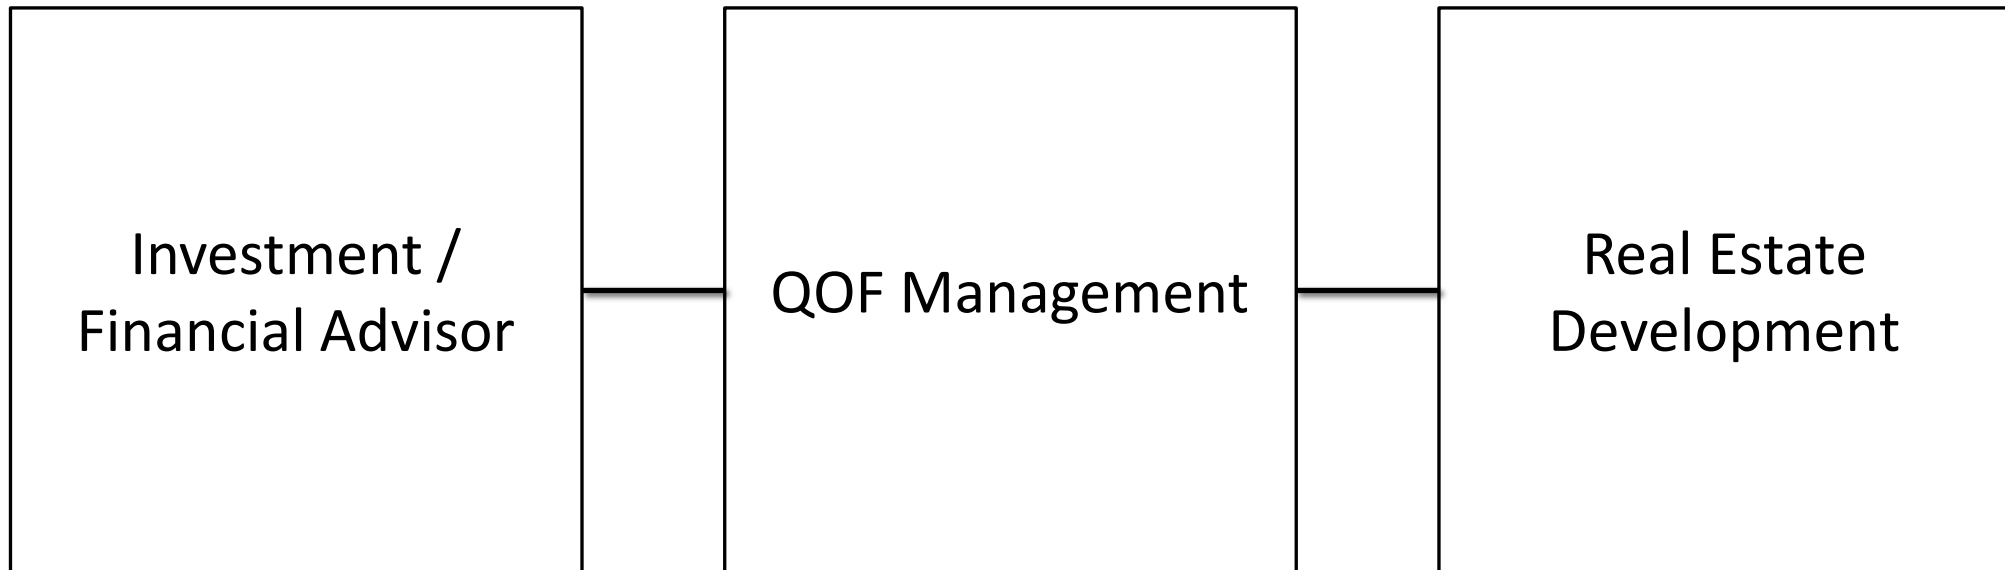 Investment /
Financial Advisor
QOF Management
Real Estate
Development